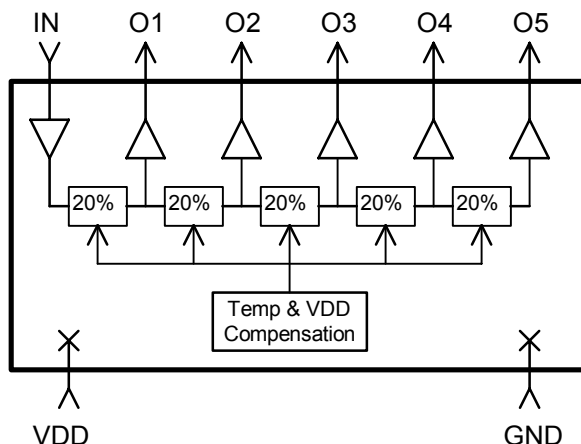 IN O1 O2 O3 O4 O5
20% 20% 20% 20% 20%
Temp & VDD
Compensation
VDD GND